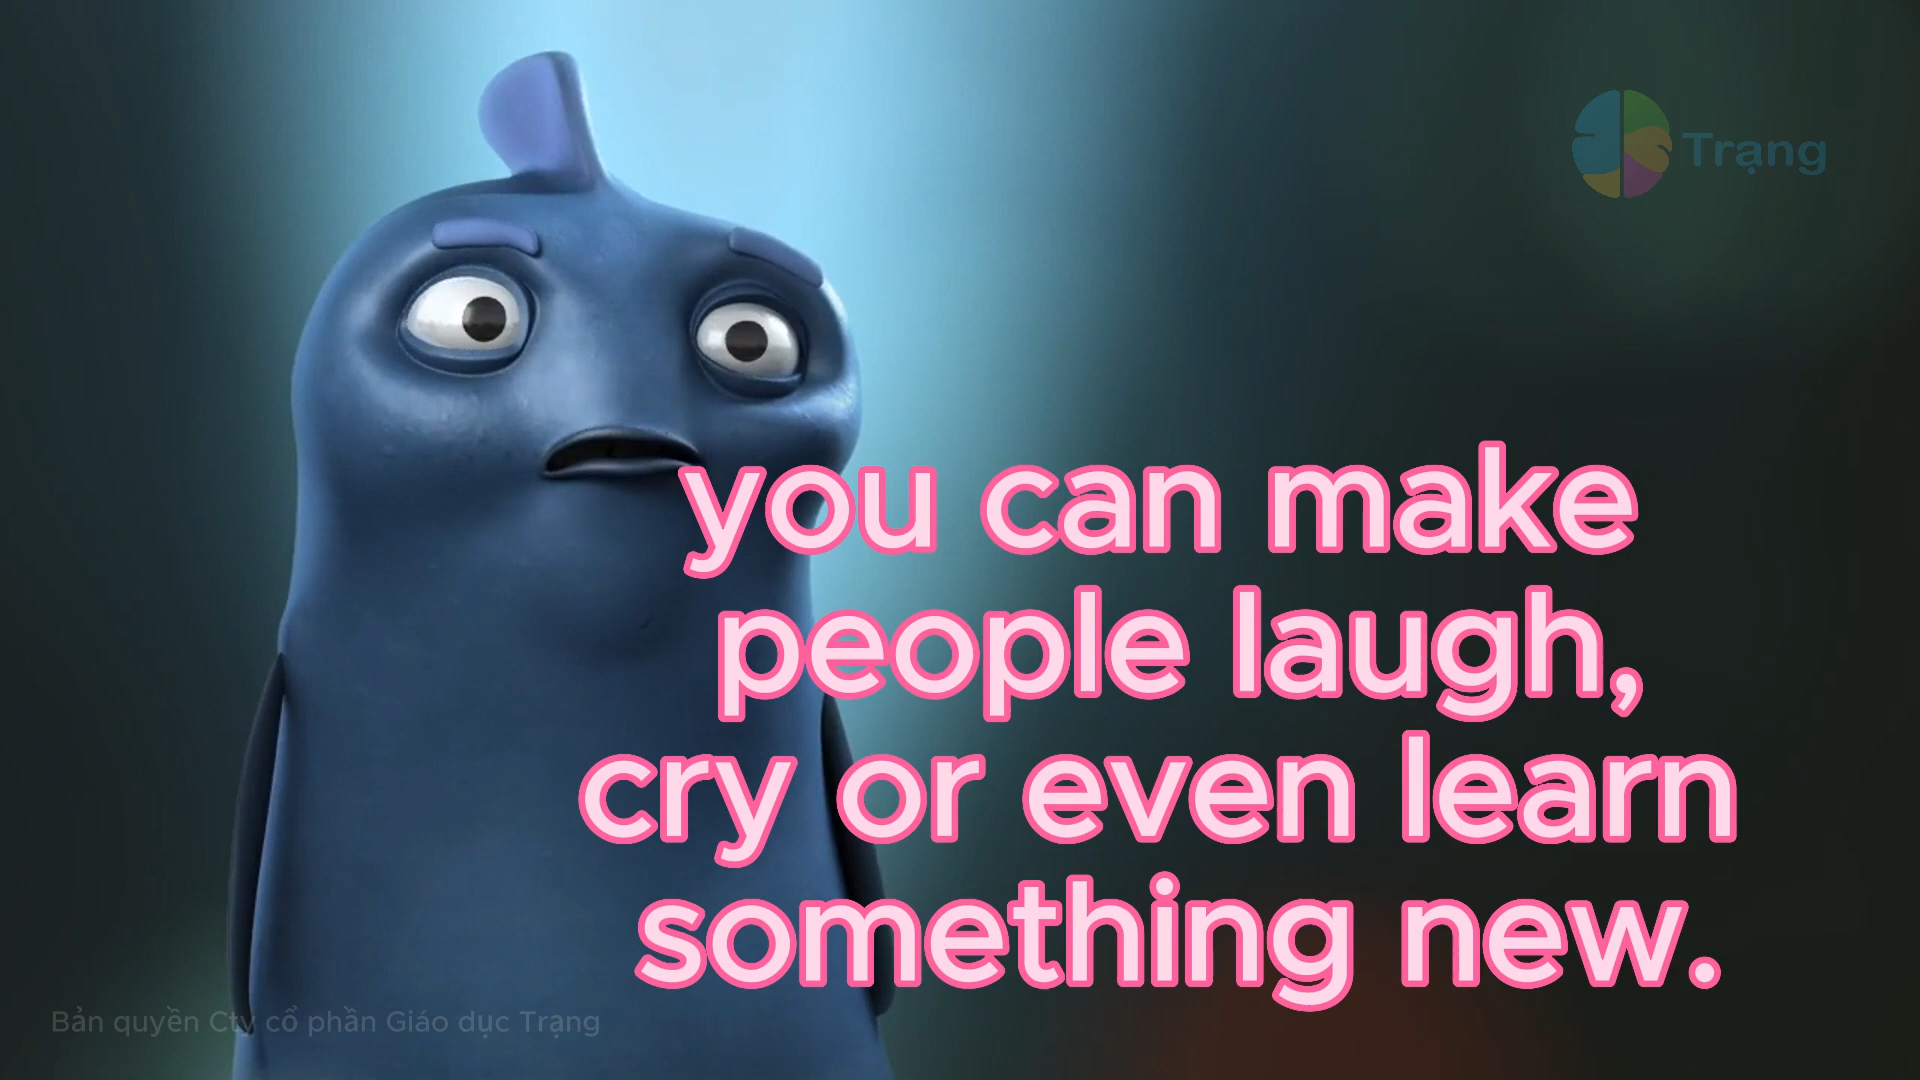 Trạng
you can make
people laugh,
cry or even learn
something new.
Bản quyền Cty cổ phần Giáo dục Trạng